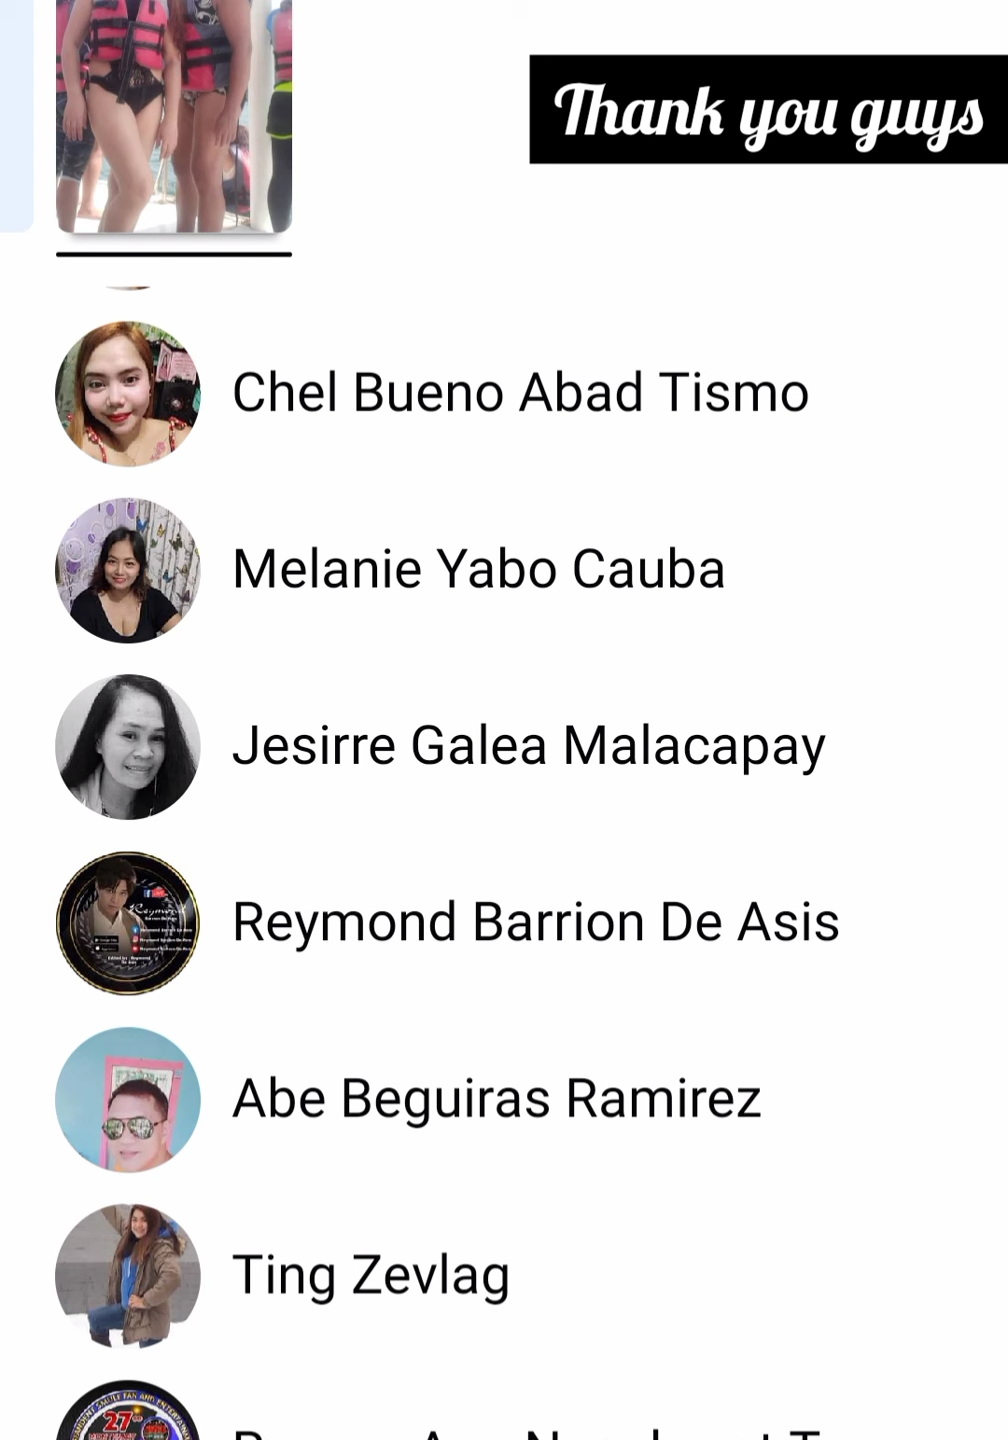 Thank you guys
Chel Bueno Abad Tismo
Melanie Yabo Cauba
Jesirre Galea Malacapay
Reymond Barrion De Asis
Abe Beguiras Ramirez
Ting Zevlag
27